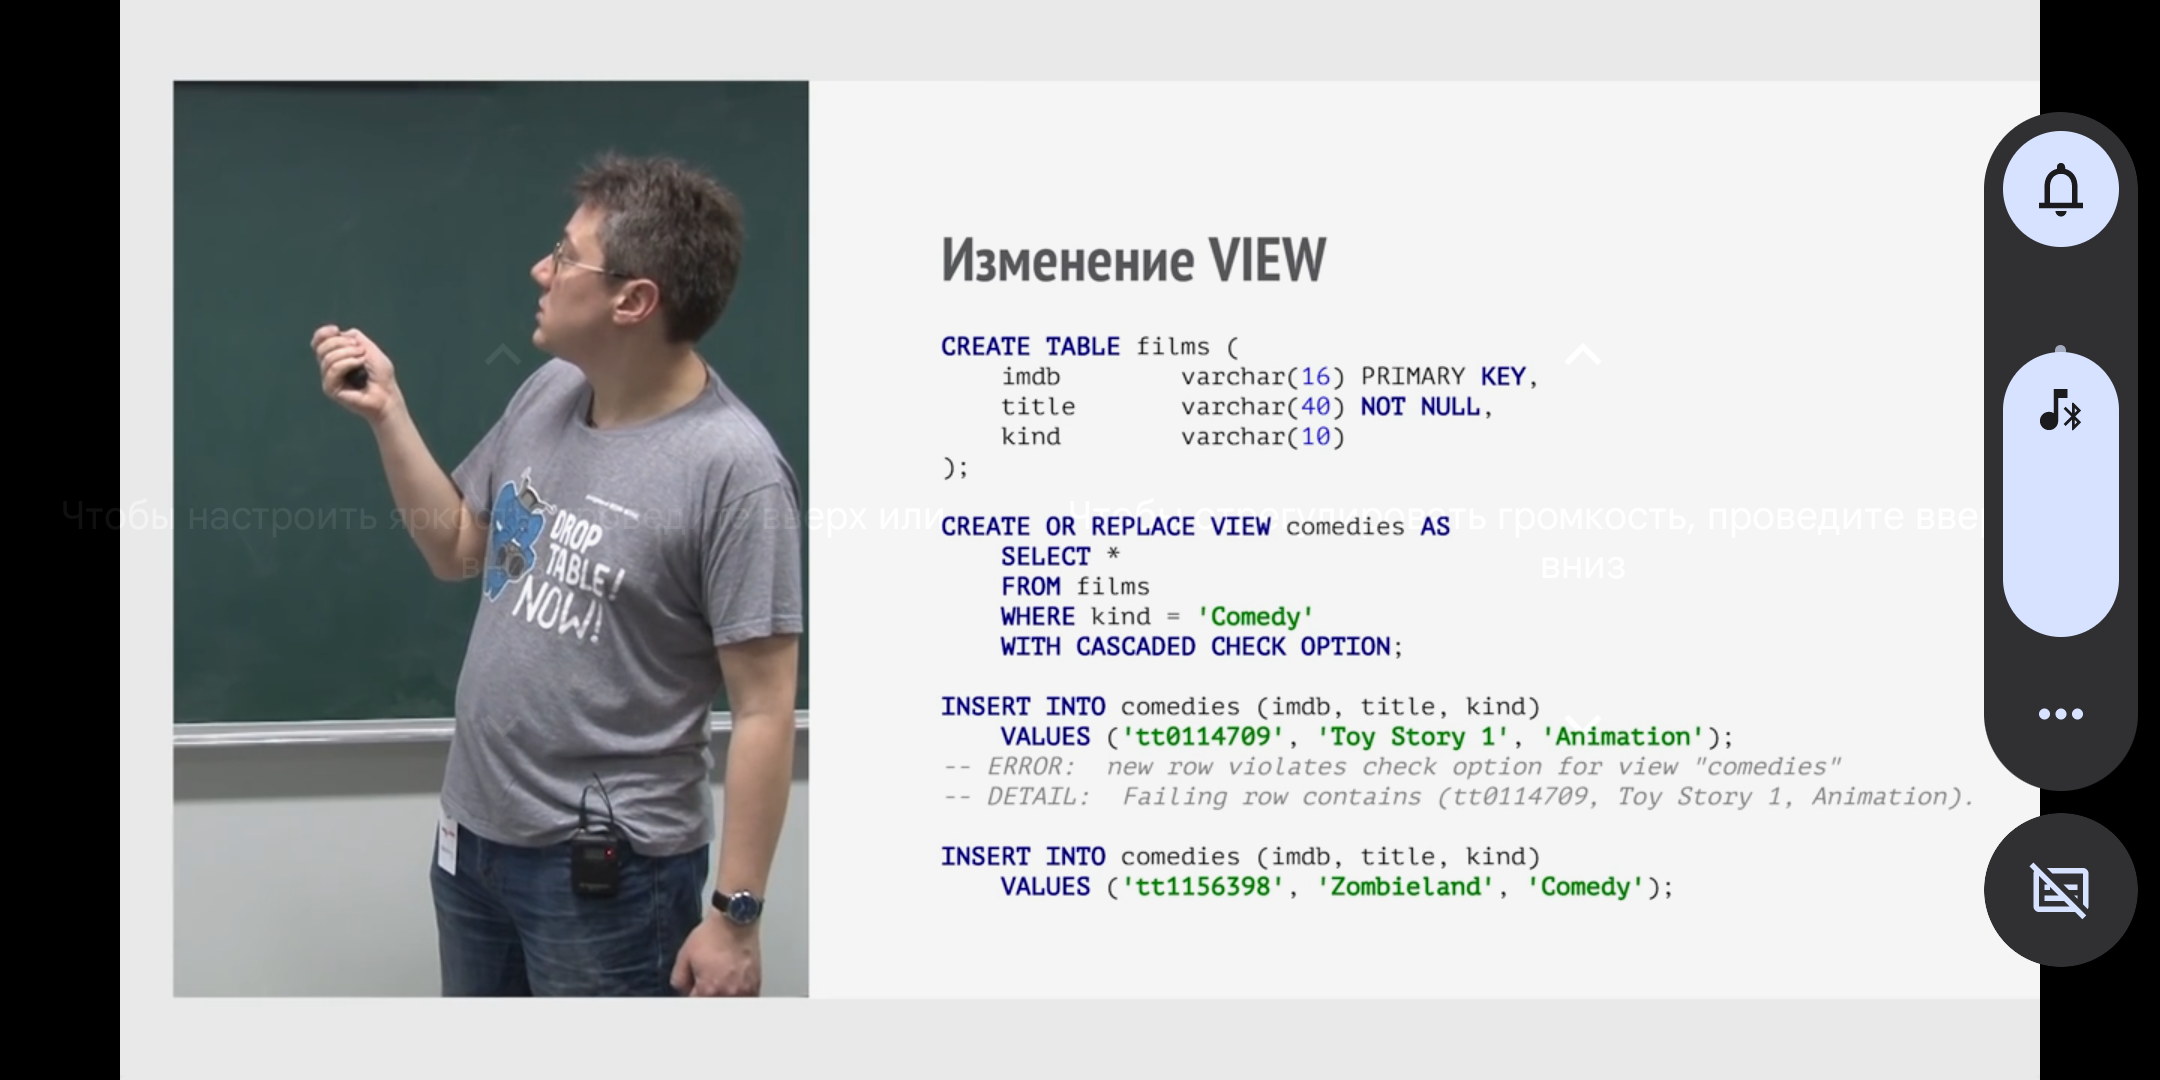 Изменение VIEW
CREATE TABLE films (
imdb varchar(16) PRIMARY KEY,
title varchar(40) NOT NULL,
kind varchar(10)
);
Чтобы настроить яркость, проведите вверх или
вниз
Чтобы отрегулировать громкость, проведите ввер
вниз
CREATE OR REPLACE VIEW comedies AS
SELECT *
FROM films
WHERE kind = 'Comedy'
WITH CASCADED CHECK OPTION;
DROP
TABLE!
NOW!
INSERT INTO comedies (imdb, title, kind)
VALUES ('tt0114709', 'Toy Story 1', 'Animation');
-- ERROR: new row violates check option for view "comedies"
-- DETAIL: Failing row contains (tt0114709, Toy Story 1, Animation).
INSERT INTO comedies (imdb, title, kind)
VALUES ('tt1156398', 'Zombieland', 'Comedy');